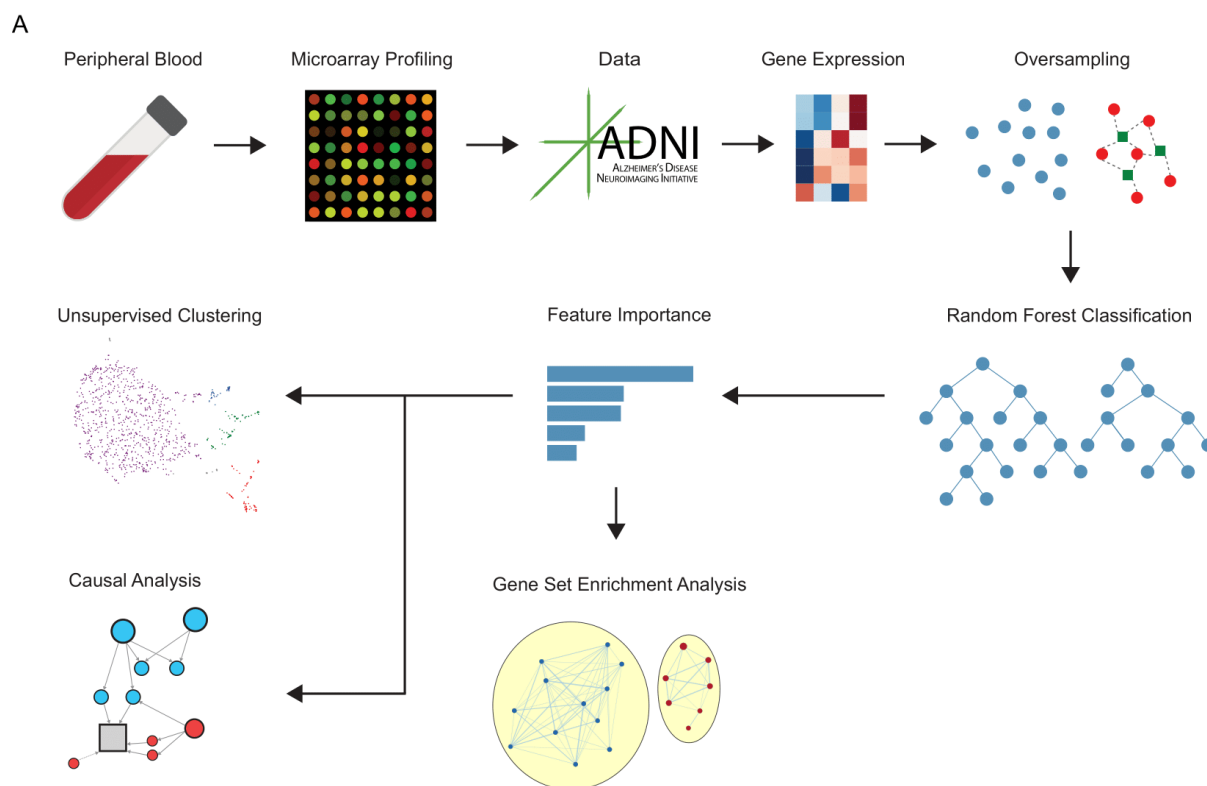 A
Peripheral Blood
Microarray Profiling
Data
Gene Expression
Oversampling
ADNI
ALZHEIMER'S DISEASE
NEUROIMAGING INITIATIVE
Unsupervised Clustering
Feature Importance
Random Forest Classification
Causal Analysis
Gene Set Enrichment Analysis